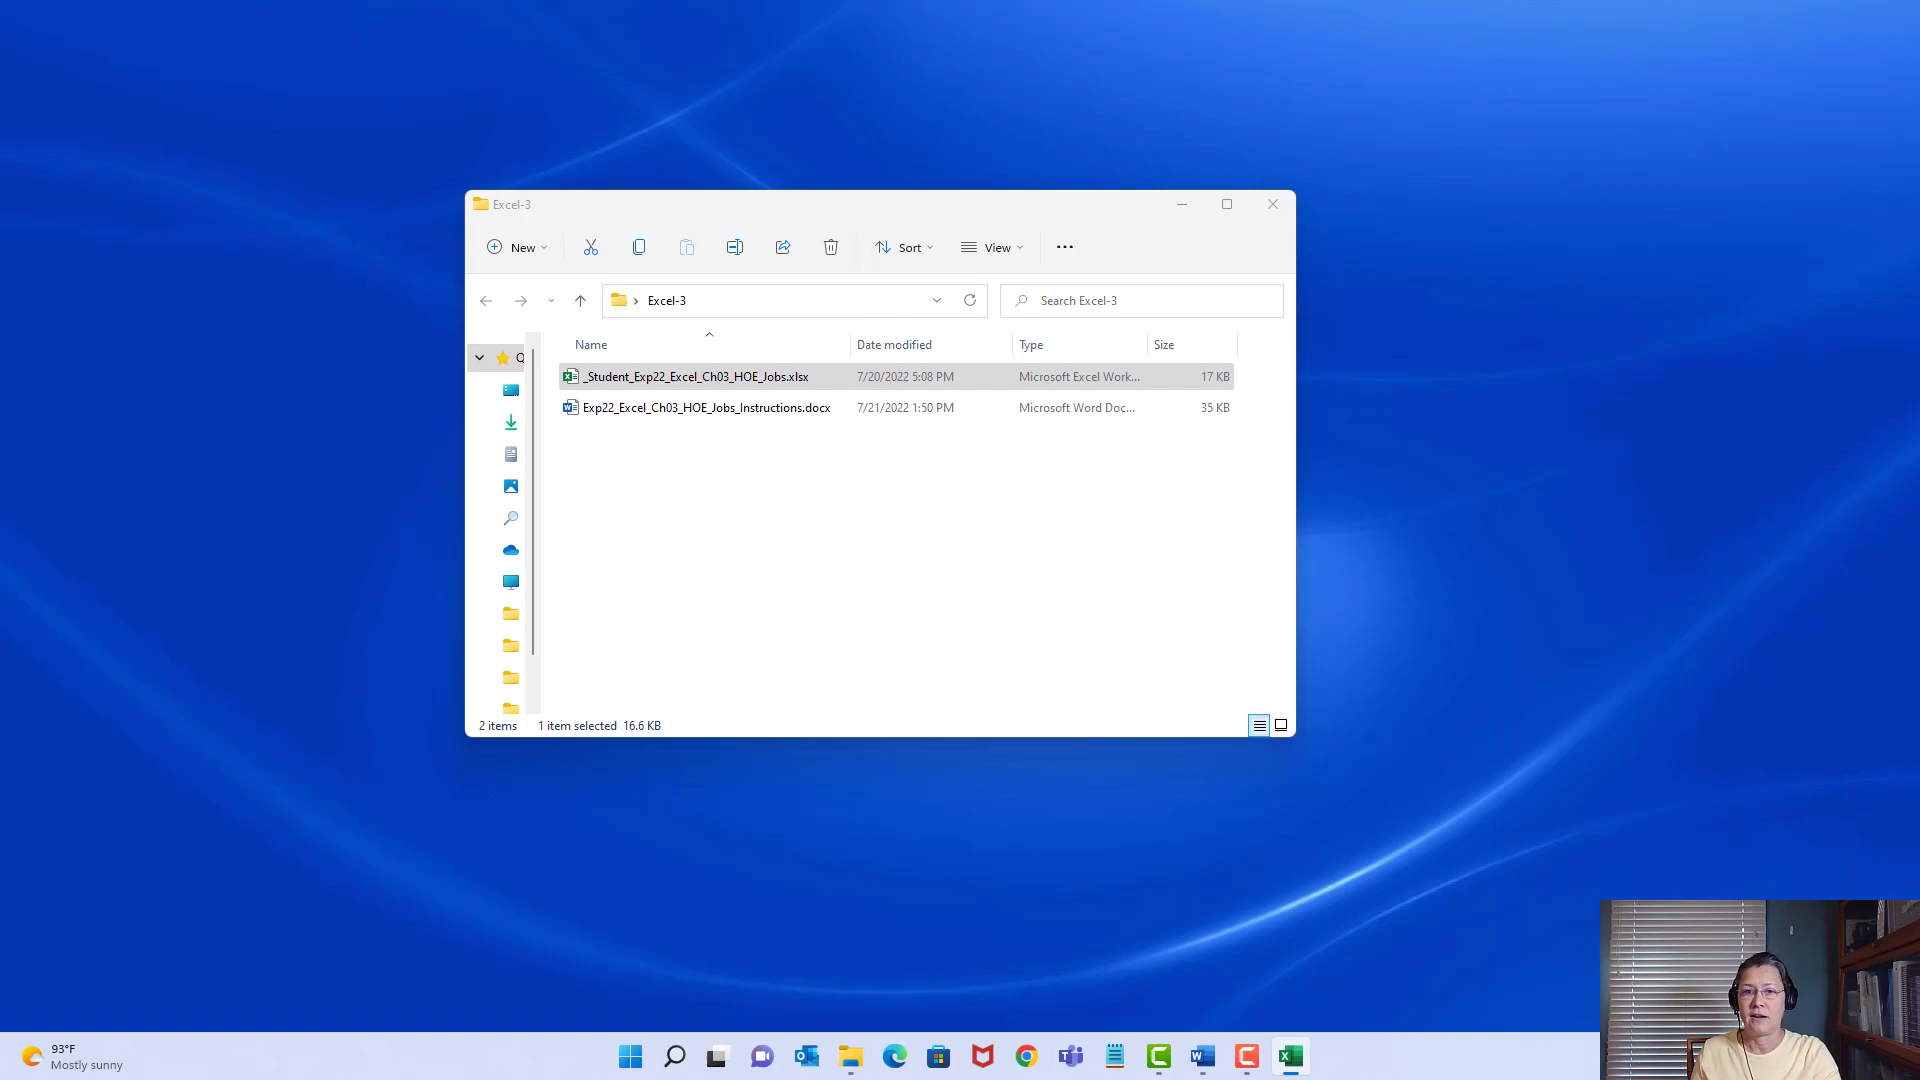 Excel-3
New
Sort
View
Excel-3
Search Excel-3
Name
Date modified
Type
Size
Q
_Student_Exp22_Excel_Ch03_HOE_Jobs.xlsx
7/20/2022 5:08 PM
Microsoft Excel Work...
17 KB
Exp22_Excel_Ch03_HOE_Jobs_Instructions.docx
7/21/2022 1:50 PM
Microsoft Word Doc...
35 KB
2 items
1 item selected 16.6 KB
93°F
Mostly sunny